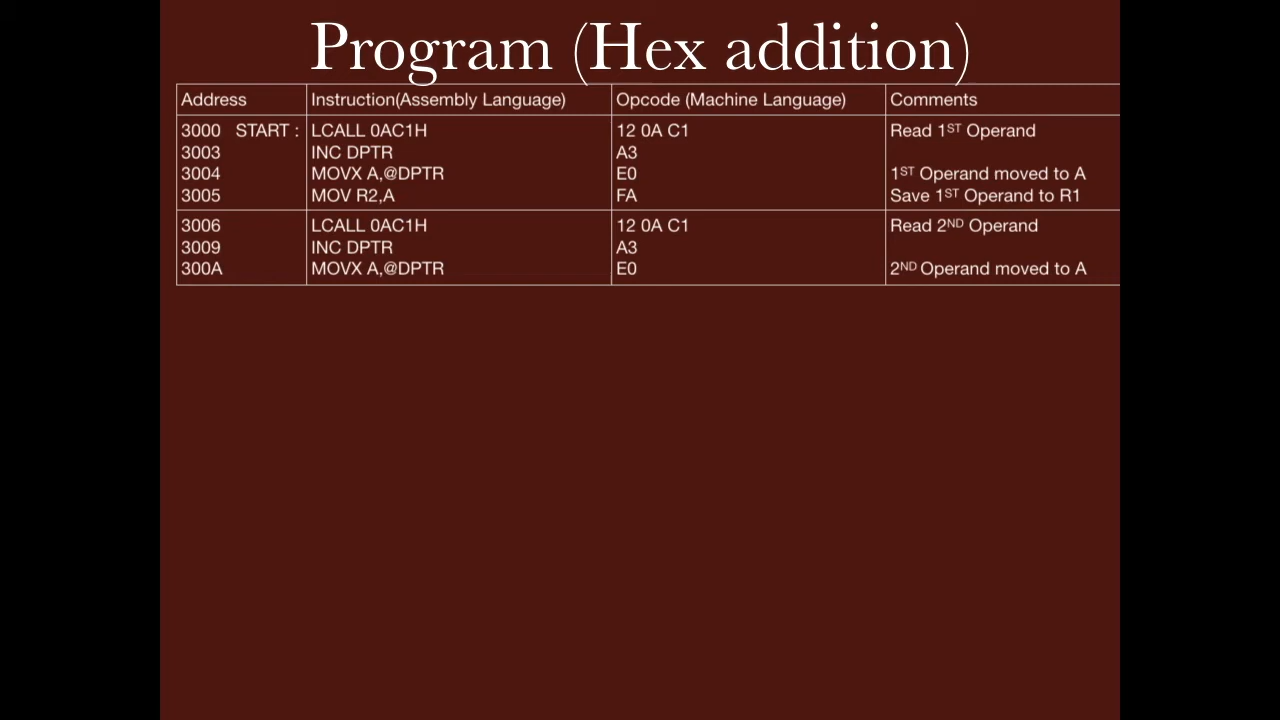 Program (Hex addition)
Address Instruction(Assembly Language) Opcode (Machine Language) Comments
3000 START : LCALL 0AC1H 12 0A C1 Read 1ST Operand
3003 INC DPTR A3
3004 MOVX A,@DPTR E0 1ST Operand moved to A
3005 MOV R2,A FA Save 1ST Operand to R1
3006 LCALL 0AC1H 12 0A C1 Read 2ND Operand
3009 INC DPTR A3
300A MOVX A,@DPTR E0 2ND Operand moved to A